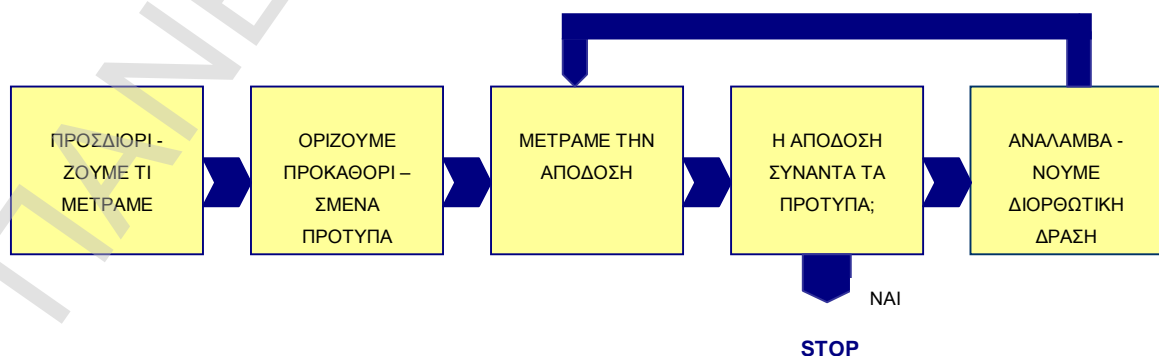 ΠΡΟΣΔΙΟΡΙ -
ΖΟΥΜΕ ΤΙ
ΜΕΤΡΑΜΕ
ΟΡΙΖΟΥΜΕ
ΠΡΟΚΑΘΟΡΙ –
ΣΜΕΝΑ
ΠΡΟΤΥΠΑ
ΜΕΤΡΑΜΕ ΤΗΝ
ΑΠΟΔΟΣΗ
Η ΑΠΟΔΟΣΗ
ΣΥΝΑΝΤΑ ΤΑ
ΠΡΟΤΥΠΑ;
ΑΝΑΛΑΜΒΑ -
ΝΟΥΜΕ
ΔΙΟΡΘΩΤΙΚΗ
ΔΡΑΣΗ
ΝΑΙ
STOP